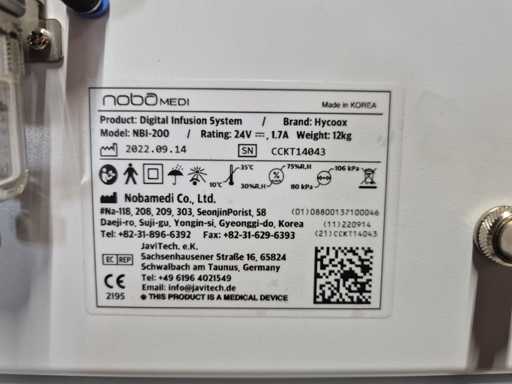 noboMEDI
Made in KOREA
Product: Digital Infusion System / Brand: Hycoox
Model: NBI-200 / Rating: 24V⎓, 1.7A Weight: 12kg
2022.09.14 SN CCKT14043
10℃ 35℃ 30%R.H 75%R.H 80 kPa 106 kPa
Nobamedi Co., Ltd.
#Na-118, 208, 209, 303, SeonjinPorist, 58
Daeji-ro, Suji-gu, Yongin-si, Gyeonggi-do, Korea
Tel: +82-31-896-6392 Fax: +82-31-629-6393
(01)08800137100046
(11)220914
(21)CCKT14043
JaviTech. e.K.
EC REP Sachsenhausener Straße 16, 65824
Schwalbach am Taunus, Germany
Tel: +49 6196 4021549
Email: info@javitech.de
CE 2195 ※ THIS PRODUCT IS A MEDICAL DEVICE